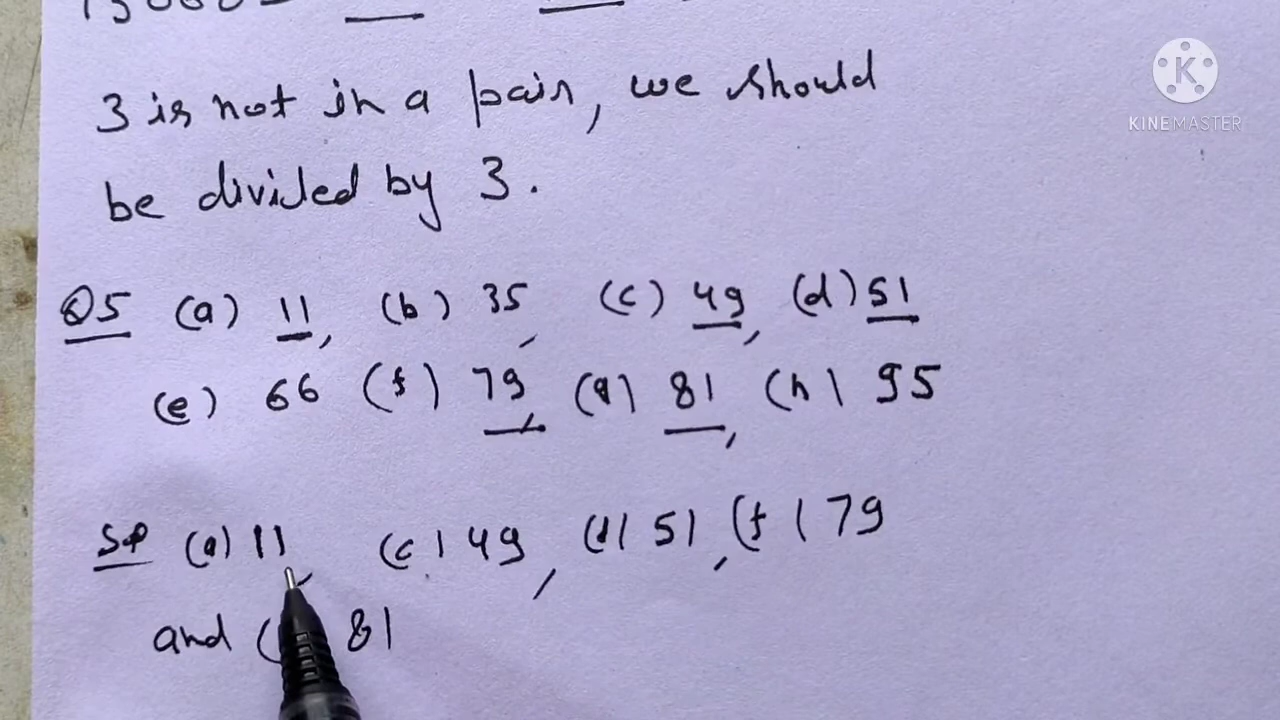 3 is not in a pair, we should
be divided by 3.
Q5 (a) 11, (b) 35, (c) 49, (d) 51
(e) 66 (f) 79, (g) 81, (h) 95
(a) 11, (c) 49, (d) 51, (f) 79
and ( 81
KINEMASTER